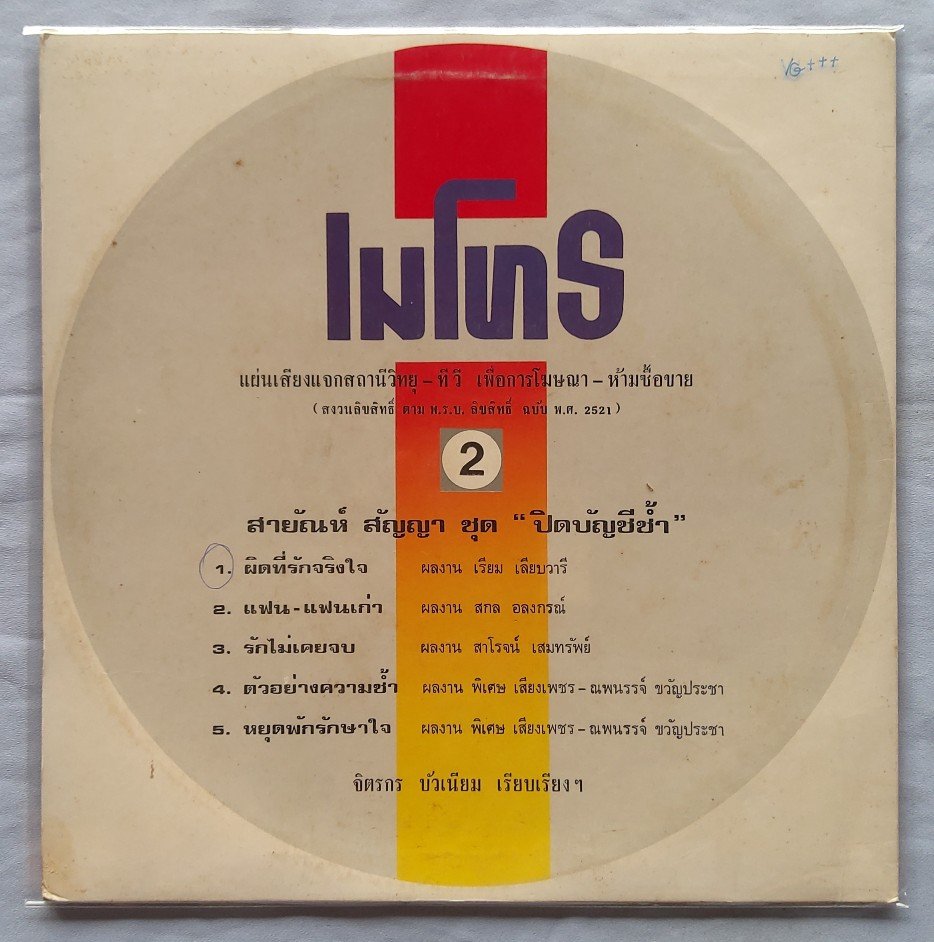 VG+++
เมโทร
แผ่นเสียงแจกสถานีวิทยุ - ที วี เพื่อการโฆษณา - ห้ามซื้อขาย
( สงวนลิขสิทธิ์ ตาม พ.ร.บ. ลิขสิทธิ์ ฉบับ พ.ศ. 2521 )
2
สายัณห์ สัญญา ชุด “ปิดบัญชีช้ำ”
1. ผิดที่รักจริงใจ ผลงาน เรียม เลียบวารี
2. แฟน-แฟนเก่า ผลงาน สกล อลงกรณ์
3. รักไม่เคยจบ ผลงาน สาโรจน์ เสมทรัพย์
4. ตัวอย่างความช้ำ ผลงาน พิเศษ เสียงเพชร - ณพนรรจ์ ขวัญประชา
5. หยุดพักรักษาใจ ผลงาน พิเศษ เสียงเพชร - ณพนรรจ์ ขวัญประชา
จิตรกร บัวเนียม เรียบเรียง ฯ